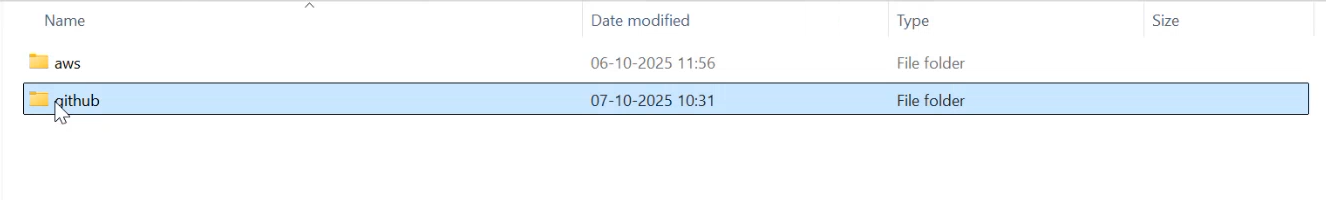 Name Date modified Type Size
aws 06-10-2025 11:56 File folder
github 07-10-2025 10:31 File folder